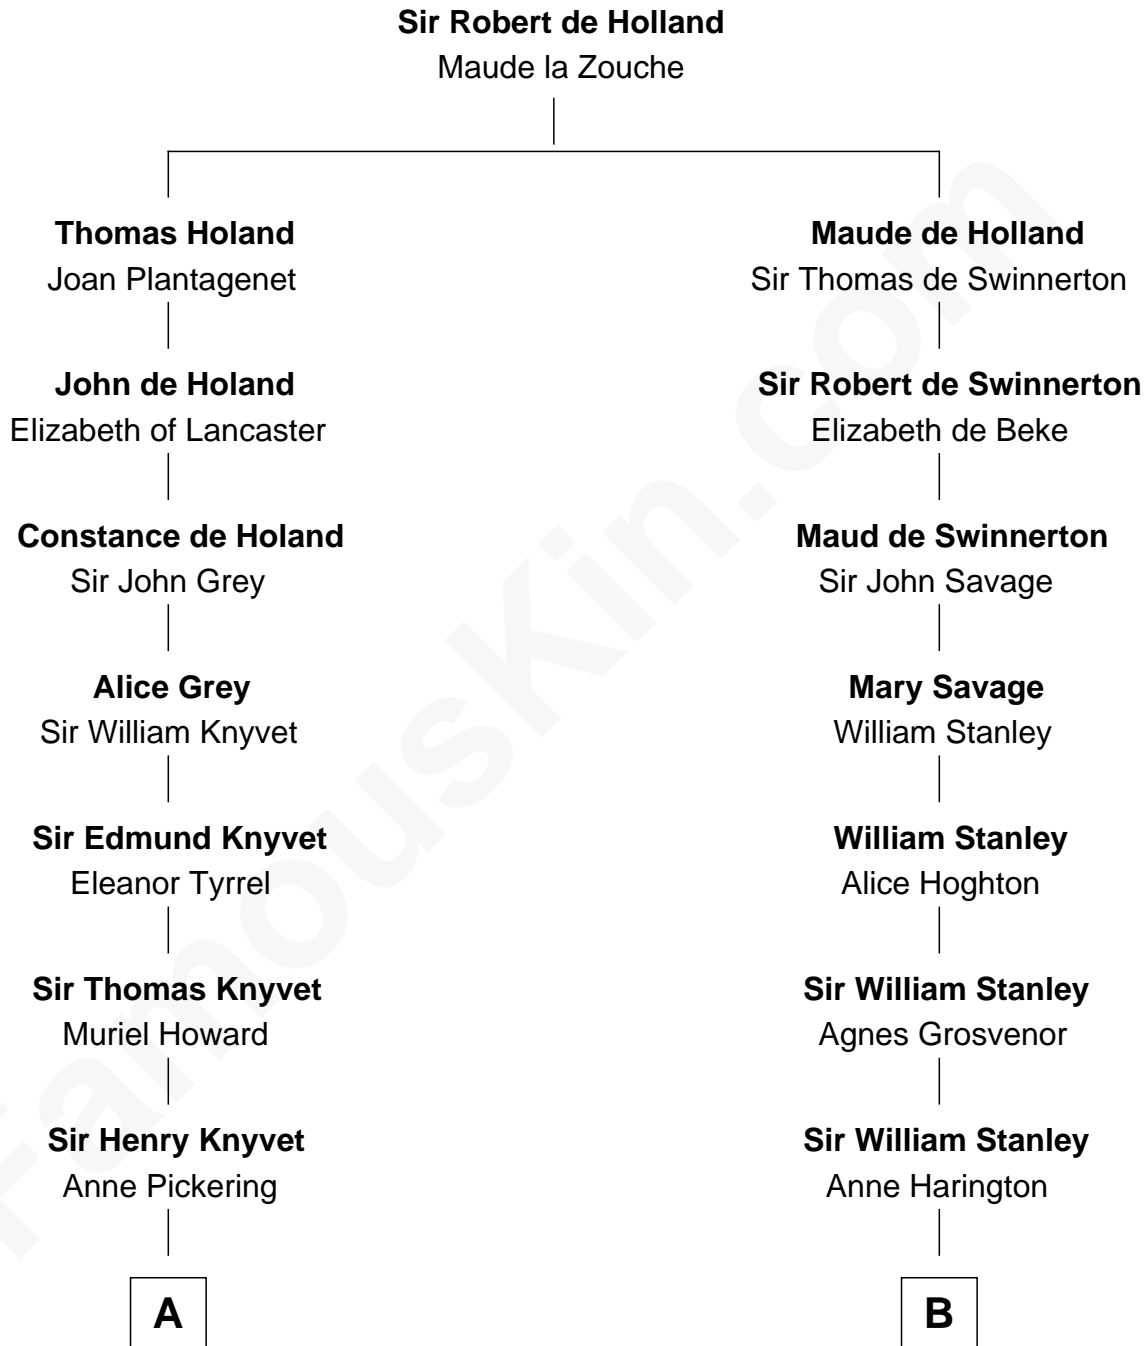 Sir Robert de Holland
Maude la Zouche
Thomas Holand
Joan Plantagenet
John de Holand
Elizabeth of Lancaster
Constance de Holand
Sir John Grey
Alice Grey
Sir William Knyvet
Sir Edmund Knyvet
Eleanor Tyrrel
Sir Thomas Knyvet
Muriel Howard
Sir Henry Knyvet
Anne Pickering
A
Maude de Holland
Sir Thomas de Swinnerton
Sir Robert de Swinnerton
Elizabeth de Beke
Maud de Swinnerton
Sir John Savage
Mary Savage
William Stanley
William Stanley
Alice Hoghton
Sir William Stanley
Agnes Grosvenor
Sir William Stanley
Anne Harington
B
FamousKin.com